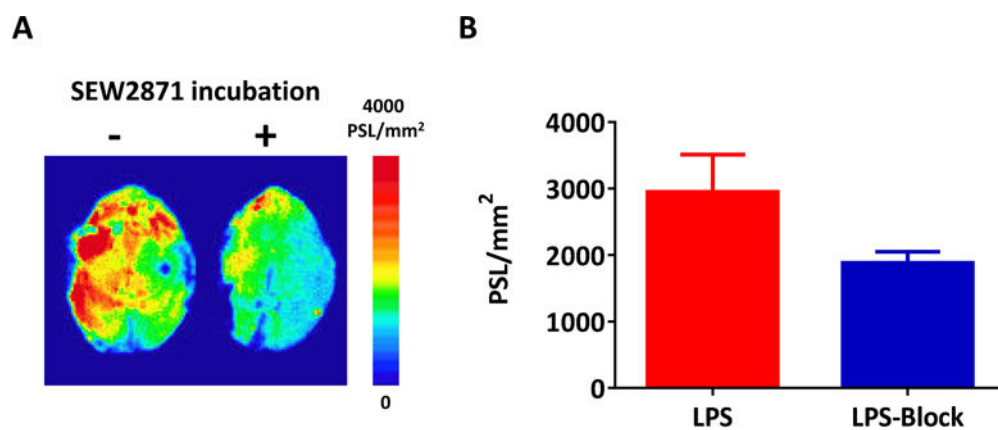 A
SEW2871 incubation
- +
4000
PSL/mm²
0
B
PSL/mm²
4000
3000
2000
1000
0
LPS LPS-Block